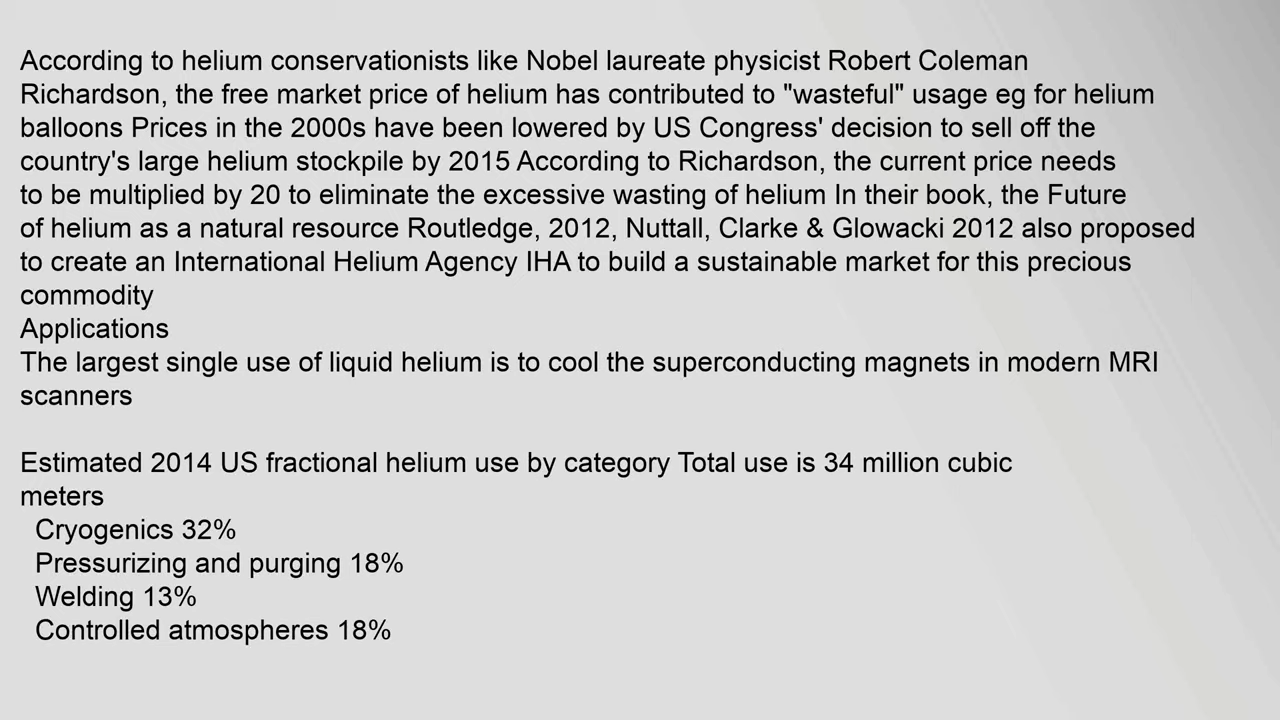 According to helium conservationists like Nobel laureate physicist Robert Coleman
Richardson, the free market price of helium has contributed to "wasteful" usage eg for helium
balloons Prices in the 2000s have been lowered by US Congress' decision to sell off the
country's large helium stockpile by 2015 According to Richardson, the current price needs
to be multiplied by 20 to eliminate the excessive wasting of helium In their book, the Future
of helium as a natural resource Routledge, 2012, Nuttall, Clarke & Glowacki 2012 also proposed
to create an International Helium Agency IHA to build a sustainable market for this precious
commodity
Applications
The largest single use of liquid helium is to cool the superconducting magnets in modern MRI
scanners
Estimated 2014 US fractional helium use by category Total use is 34 million cubic
meters
Cryogenics 32%
Pressurizing and purging 18%
Welding 13%
Controlled atmospheres 18%